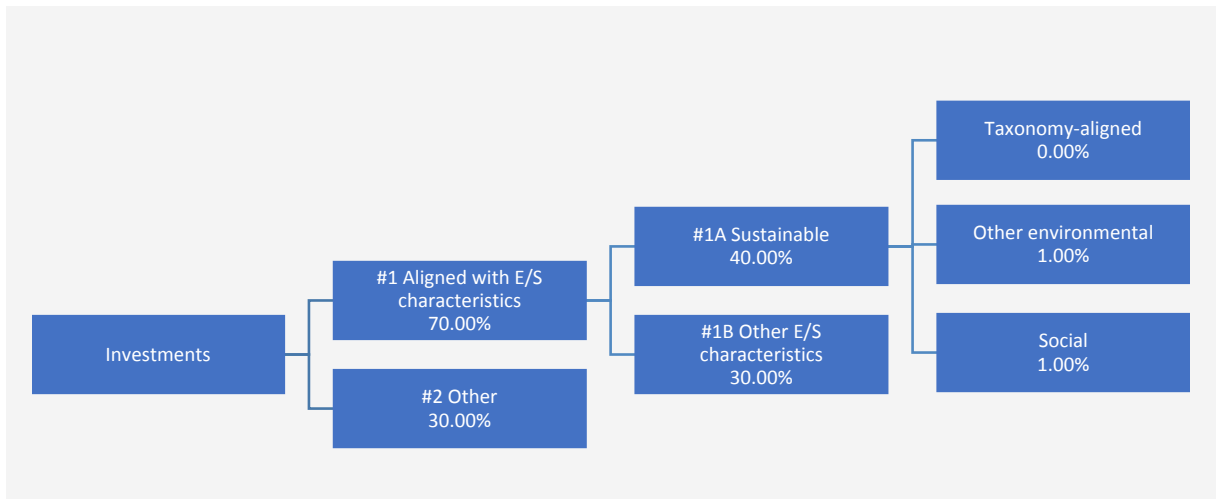 Investments
#1 Aligned with E/S
characteristics
70.00%
#2 Other
30.00%
#1A Sustainable
40.00%
#1B Other E/S
characteristics
30.00%
Taxonomy-aligned
0.00%
Other environmental
1.00%
Social
1.00%